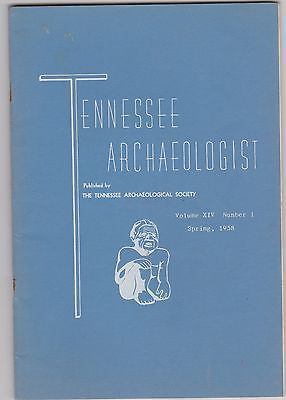 TENNESSEE
ARCHAEOLOGIST
Published by
THE TENNESSEE ARCHAEOLOGICAL SOCIETY
Volume XIV Number 1
Spring, 1958